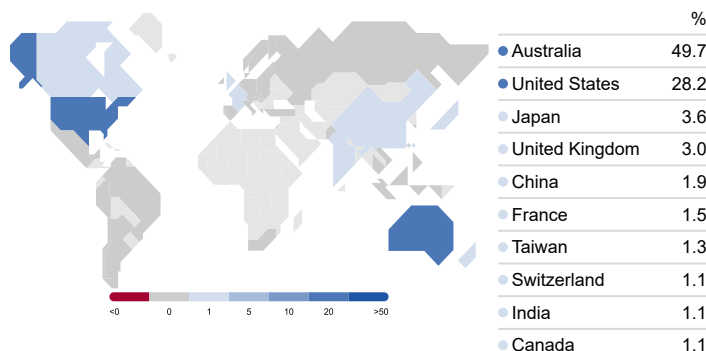 %
Australia 49.7
United States 28.2
Japan 3.6
United Kingdom 3.0
China 1.9
France 1.5
Taiwan 1.3
Switzerland 1.1
India 1.1
Canada 1.1
<0 0 1 5 10 20 >50